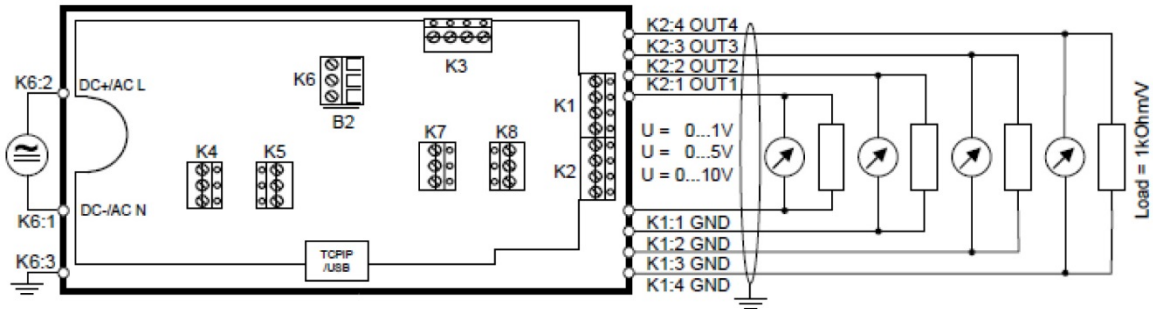 K2:4 OUT4
K2:3 OUT3
K2:2 OUT2
K2:1 OUT1
K6:2
DC+/AC L
K3
K6
B2
K1
K7
K8
K4
K5
K2
U = 0...1V
U = 0...5V
U = 0...10V
Load = 1kOhm/V
K6:1
DC-/AC N
K1:1 GND
K1:2 GND
K1:3 GND
K1:4 GND
K6:3
TCPIP
/USB